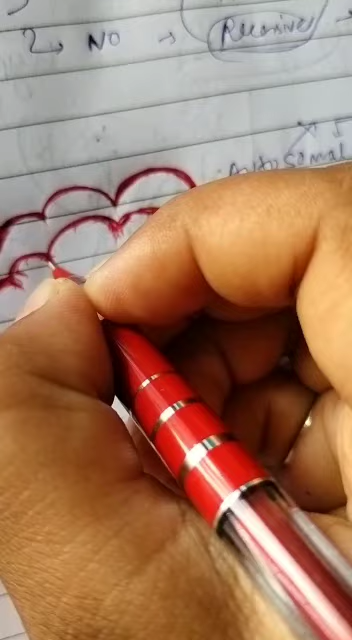 2 → NO → Recessive →
Autosomal